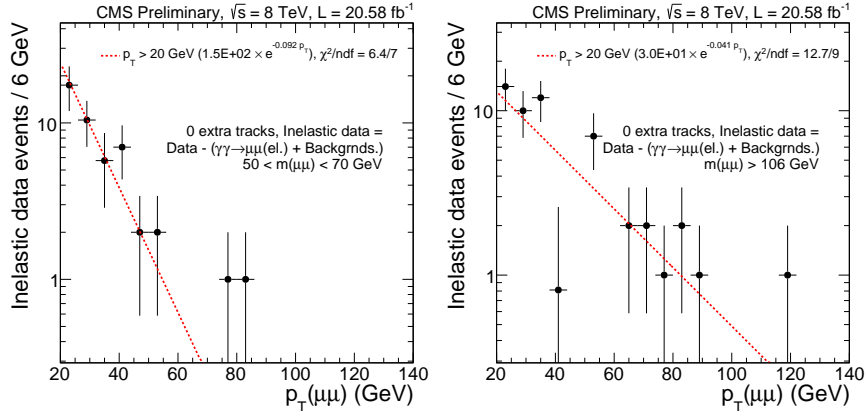 CMS Preliminary, √s = 8 TeV, L = 20.58 fb⁻¹
Inelastic data events / 6 GeV
p_T > 20 GeV (1.5E+02 × e^{-0.092 p_T}), χ²/ndf = 6.4/7
0 extra tracks, Inelastic data =
Data - (γγ→μμ(el.) + Backgrnds.)
50 < m(μμ) < 70 GeV
10
1
20 40 60 80 100 120 140
p_T(μμ) (GeV)
CMS Preliminary, √s = 8 TeV, L = 20.58 fb⁻¹
Inelastic data events / 6 GeV
p_T > 20 GeV (3.0E+01 × e^{-0.041 p_T}), χ²/ndf = 12.7/9
0 extra tracks, Inelastic data =
Data - (γγ→μμ(el.) + Backgrnds.)
m(μμ) > 106 GeV
10
1
20 40 60 80 100 120 140
p_T(μμ) (GeV)